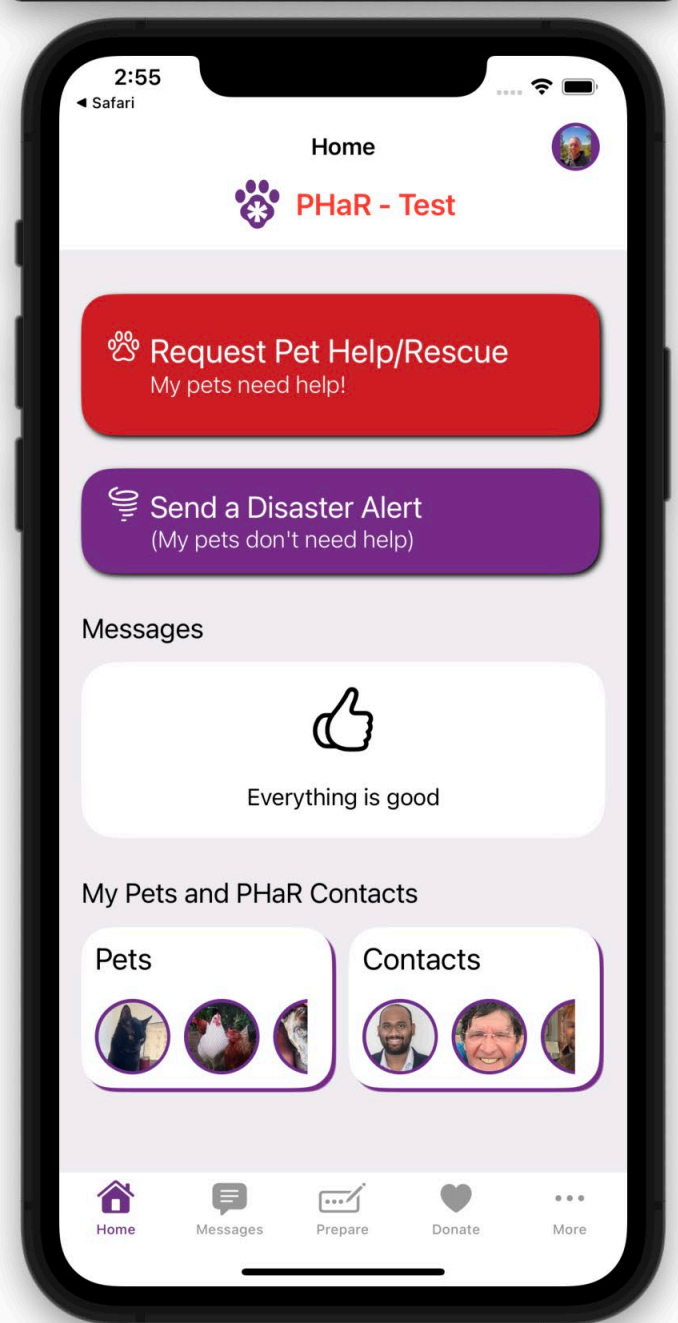 2:55
◀ Safari
Home
PHaR - Test
Request Pet Help/Rescue
My pets need help!
Send a Disaster Alert
(My pets don't need help)
Messages
Everything is good
My Pets and PHaR Contacts
Pets
Contacts
Home
Messages
Prepare
Donate
More